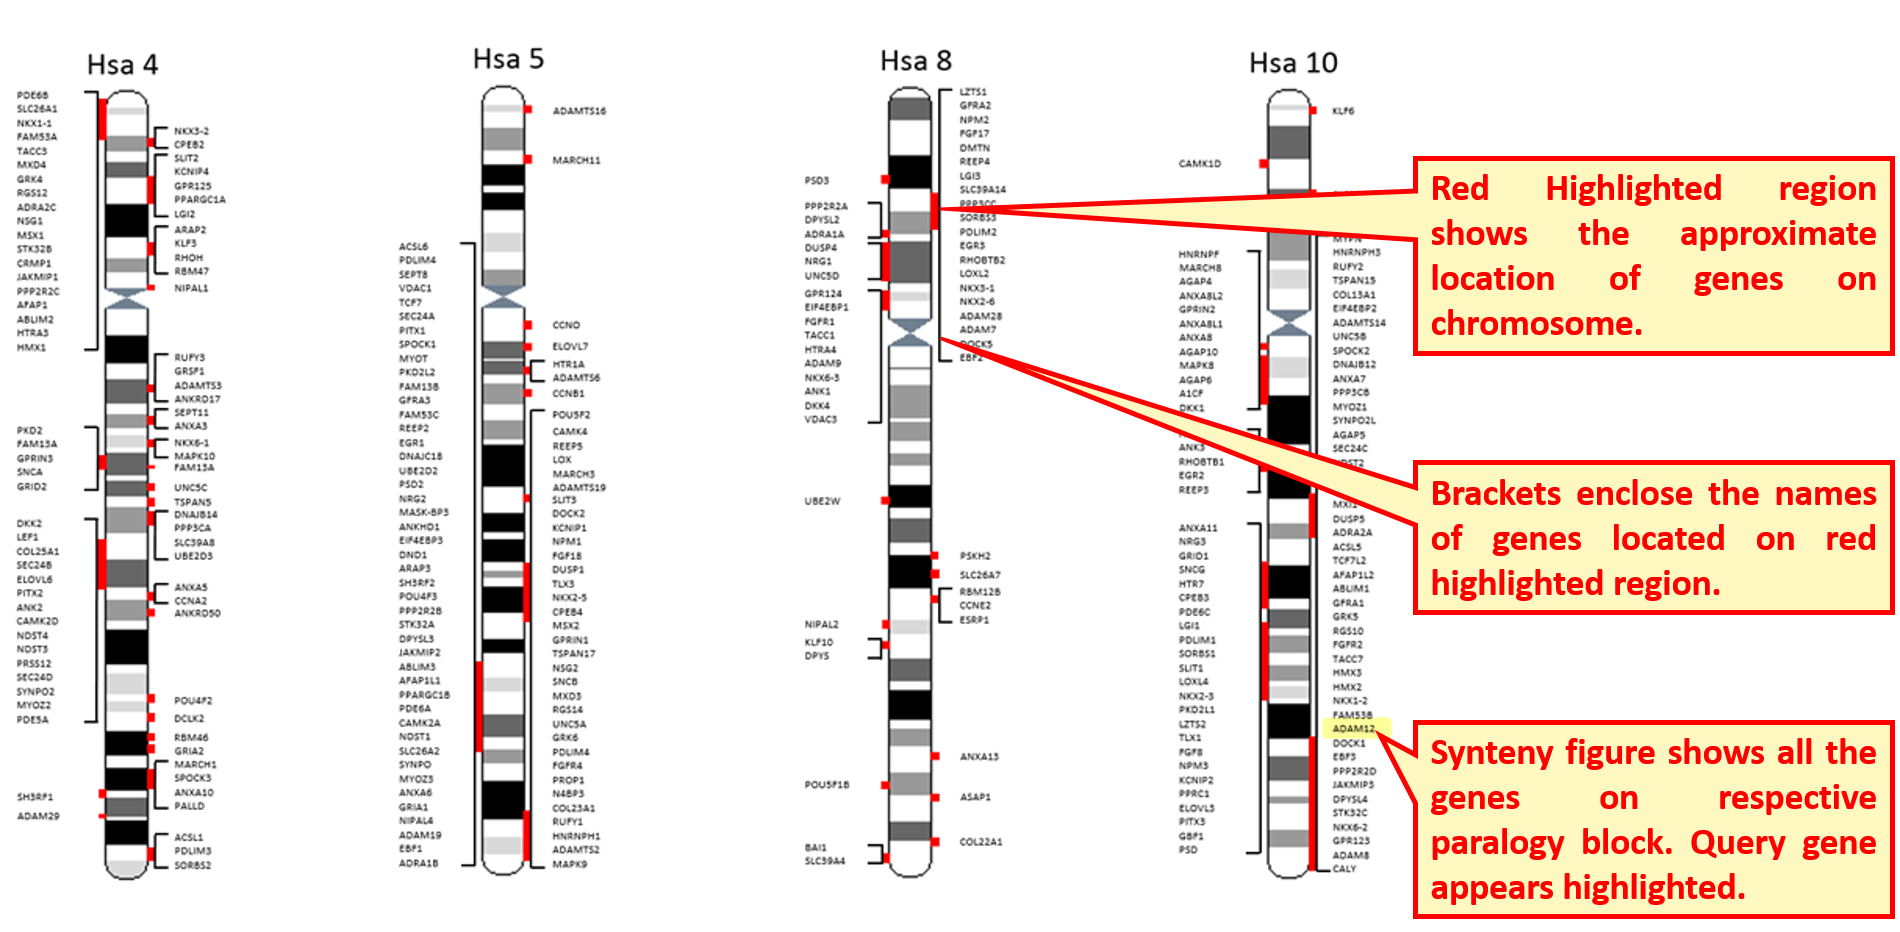 Hsa 4
PDE6B
SLC26A1
NKX1-1
FAM53A
TACC3
MXD4
GRK4
RGS12
ADRA2C
NSG1
MSX1
STK32B
CRMP1
JAKMIP1
PPP2R2C
AFAP1
ABLIM2
HTRA3
HMX1
PKD2
FAM13A
GPRIN3
SNCA
GRID2
DKK2
LEF1
COL25A1
SEC24B
ELOVL6
PITX2
ANK2
CAMK2D
NDST4
NDST3
PRSS12
SEC24D
SYNPO2
MYOZ2
PDE5A
SH3RF1
ADAM29
NKX3-2
CPEB2
SLIT2
KCNIP4
GPR125
PPARGC1A
LGI2
ARAP2
KLF3
RHOH
RBM47
NIPAL1
RUFY3
GRSF1
ADAMTS3
ANKRD17
SEPT11
ANXA3
NKX6-1
MAPK10
FAM13A
UNC5C
TSPAN5
DNAJB14
PPP3CA
SLC39A8
UBE2D3
ANXA5
CCNA2
ANKRD50
POU4F2
DCLK2
RBM46
GRIA2
MARCH1
SPOCK3
ANXA10
PALLD
ACSL1
PDLIM3
SORBS2
Hsa 5
ACSL6
PDLIM4
SEPT8
VDAC1
TCF7
SEC24A
PITX1
SPOCK1
MYOT
PKD2L2
FAM13B
GFRA3
FAM53C
REEP2
EGR1
DNAJC18
UBE2D2
PSD2
NRG2
MASK-BP3
ANKHD1
EIF4EBP3
DND1
ARAP3
SH3RF2
POU4F3
PPP2R2B
STK32A
DPYSL3
JAKMIP2
ABLIM3
AFAP1L1
PPARGC1B
PDE6A
CAMK2A
NDST1
SLC26A2
SYNPO
MYOZ3
ANXA6
GRIA1
NIPAL4
ADAM19
EBF1
ADRA1B
ADAMTS16
MARCH11
CCNO
ELOVL7
HTR1A
ADAMTS6
CCNB1
POU5F2
CAMK4
REEP5
LOX
MARCH3
ADAMTS19
SLIT3
DOCK2
KCNIP1
NPM1
FGF18
DUSP1
TLX3
NKX2-5
CPEB4
MSX2
GPRIN1
TSPAN17
NSG2
SNCB
MXD3
RGS14
UNC5A
GRK6
PDLIM4
FGFR4
PROP1
N4BP3
COL23A1
RUFY1
HNRNPH1
ADAMTS2
MAPK9
Hsa 8
PSD3
PPP2R2A
DPYSL2
ADRA1A
DUSP4
NRG1
UNC5D
GPR124
EIF4EBP1
FGFR1
TACC1
HTRA4
ADAM9
NKX6-3
ANK1
DKK4
VDAC3
UBE2W
NIPAL2
KLF10
DPYS
POU5F1B
BAI1
SLC39A4
LZTS1
GFRA2
NPM2
FGF17
DMTN
REEP4
LGI3
SLC39A14
PPP3CC
SORBS3
PDLIM2
EGR3
RHOBTB2
LOXL2
NKX3-1
NKX2-6
ADAM28
ADAM7
DOCK5
EBF2
PSKH2
SLC26A7
RBM12B
CCNE2
ESRP1
ANXA13
ASAP1
COL22A1
Hsa 10
CAMK1D
HNRNPF
MARCH8
AGAP4
ANXA8L2
GPRIN2
ANXA8L1
ANXA8
AGAP10
MAPK8
AGAP6
A1CF
DKK1
ANK3
RHOBTB1
EGR2
REEP3
ANXA11
NRG3
GRID1
SNCG
HTR7
CPEB3
PDE6C
LGI1
PDLIM1
SORBS1
SLIT1
LOXL4
NKX2-3
PKD2L1
LZTS2
TLX1
FGF8
NPM3
KCNIP2
PPRC1
ELOVL3
PITX3
GBF1
PSD
KLF6
MYPN
HNRNPH3
RUFY2
TSPAN15
COL13A1
EIF4EBP2
ADAMTS14
UNC5B
SPOCK2
DNAJB12
ANXA7
PPP3CB
MYOZ1
SYNPO2L
AGAP5
SEC24C
MXI1
DUSP5
ADRA2A
ACSL5
TCF7L2
AFAP1L2
ABLIM1
GFRA1
GRK5
RGS10
FGFR2
TACC7
HMX3
HMX2
NKX1-2
FAM53B
ADAM12
DOCK1
EBF3
PPP2R2D
JAKMIP3
DPYSL4
STK32C
NKX6-2
GPR123
ADAM8
CALY
Red Highlighted region
shows the approximate
location of genes on
chromosome.
Brackets enclose the names
of genes located on red
highlighted region.
Synteny figure shows all the
genes on respective
paralogy block. Query gene
appears highlighted.